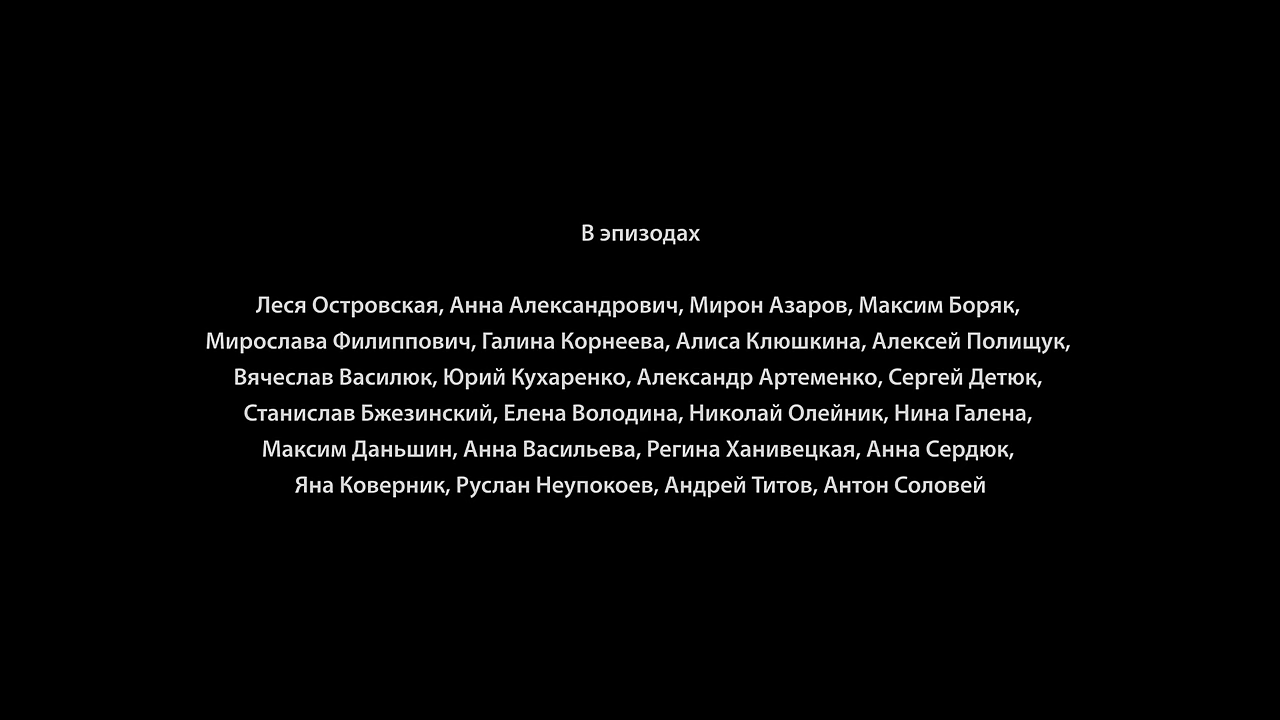 В эпизодах
Леся Островская, Анна Александрович, Мирон Азаров, Максим Боряк,
Мирослава Филиппович, Галина Корнеева, Алиса Клюшкина, Алексей Полищук,
Вячеслав Василюк, Юрий Кухаренко, Александр Артеменко, Сергей Детюк,
Станислав Бжезинский, Елена Володина, Николай Олейник, Нина Галена,
Максим Даньшин, Анна Васильева, Регина Ханивецкая, Анна Сердюк,
Яна Коверник, Руслан Неупокоев, Андрей Титов, Антон Соловей